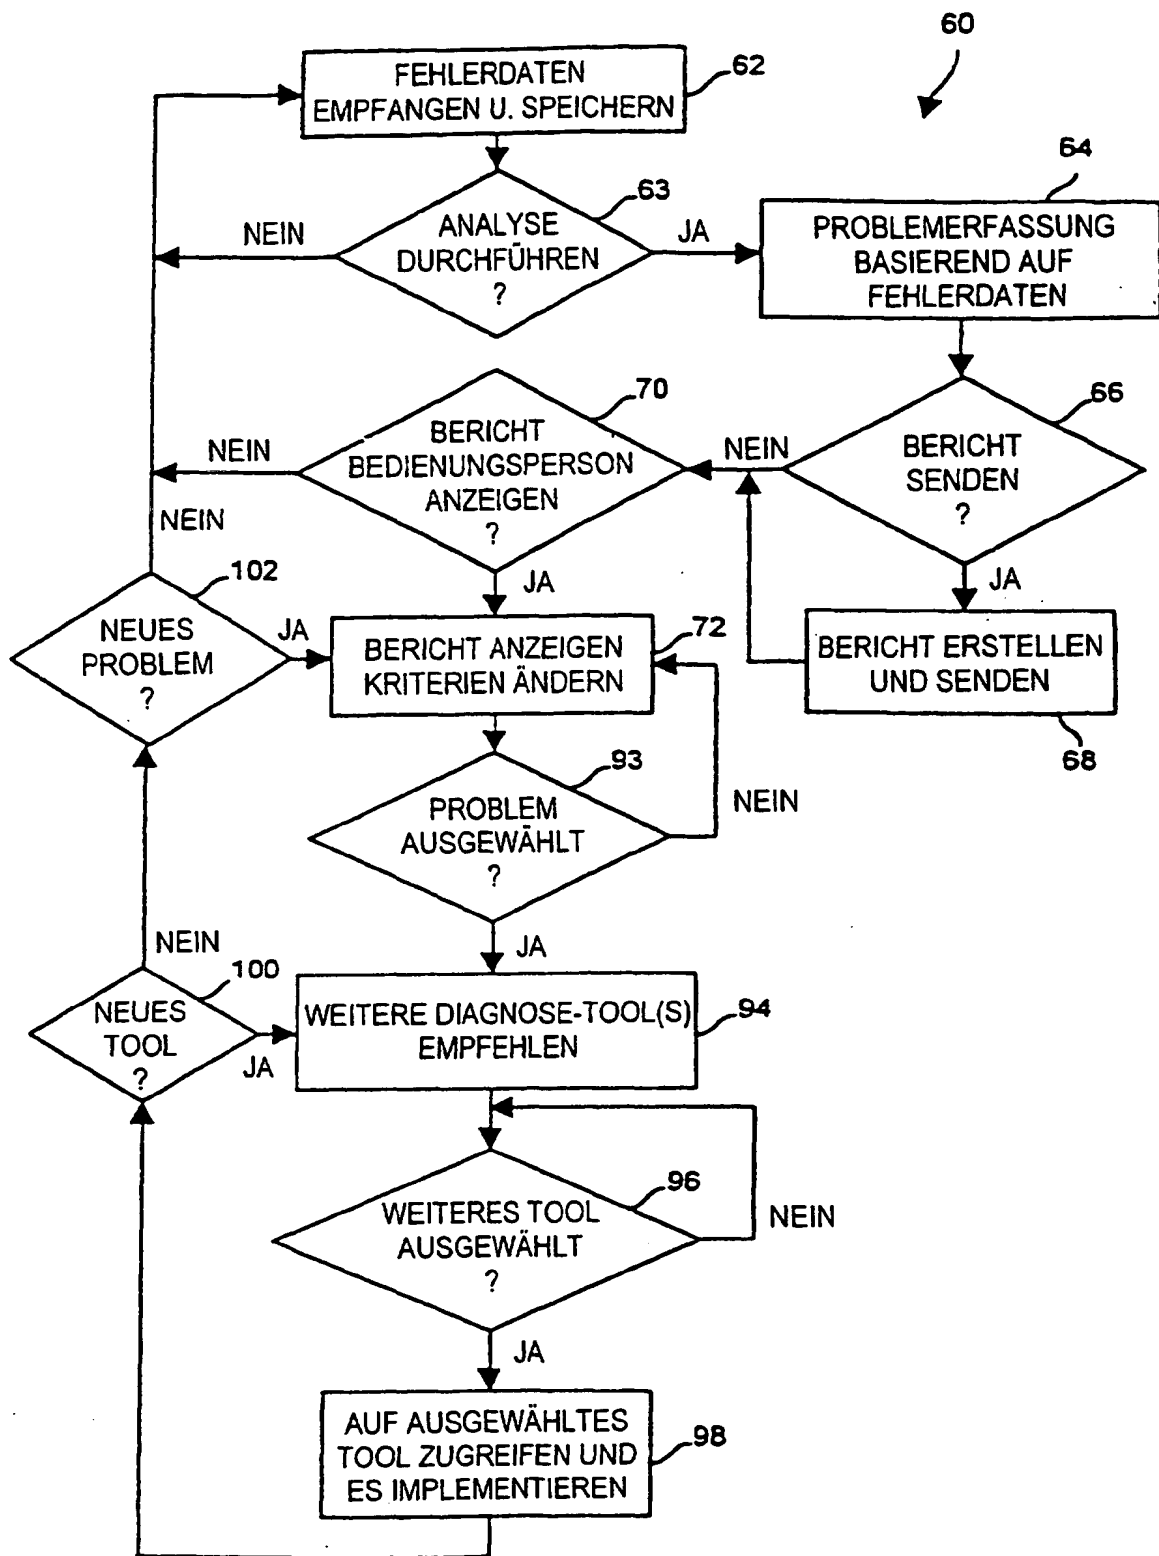 60
FEHLERDATEN
EMPFANGEN U. SPEICHERN
62
63
64
NEIN
ANALYSE
DURCHFÜHREN
?
JA
PROBLEMERFASSUNG
BASIEREND AUF
FEHLERDATEN
70
66
NEIN
BERICHT
BEDIENUNGSPERSON
ANZEIGEN
?
NEIN
BERICHT
SENDEN
?
NEIN
JA
JA
102
NEUES
PROBLEM
?
JA
BERICHT ANZEIGEN
KRITERIEN ÄNDERN
72
BERICHT ERSTELLEN
UND SENDEN
68
93
PROBLEM
AUSGEWÄHLT
?
NEIN
JA
NEIN
100
NEUES
TOOL
?
JA
WEITERE DIAGNOSE-TOOL(S)
EMPFEHLEN
94
96
WEITERES TOOL
AUSGEWÄHLT
?
NEIN
JA
AUF AUSGEWÄHLTES
TOOL ZUGREIFEN UND
ES IMPLEMENTIEREN
98